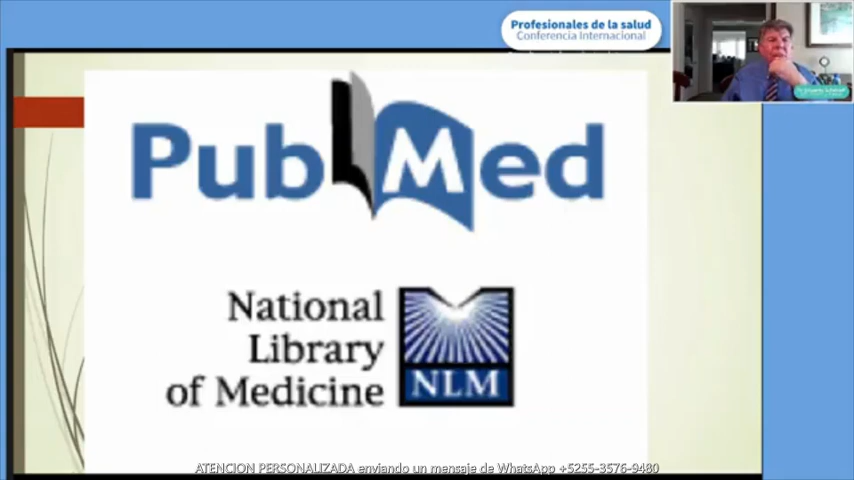 Profesionales de la salud
Conferencia Internacional
PubMed
National
Library
of Medicine
NLM
ATENCION PERSONALIZADA enviando un mensaje de WhatsApp +5255-3576-9480